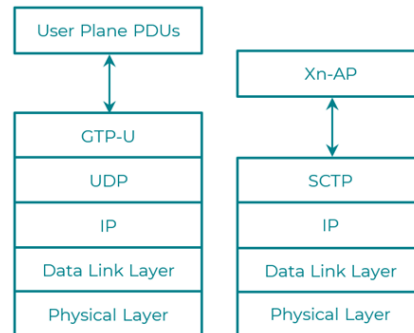 User Plane PDUs
GTP-U
UDP
IP
Data Link Layer
Physical Layer
Xn-AP
SCTP
IP
Data Link Layer
Physical Layer